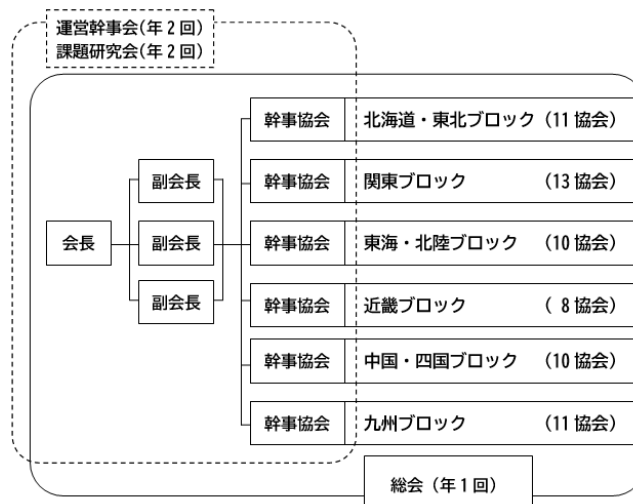 運営幹事会(年2回)
課題研究会(年2回)
幹事協会 北海道・東北ブロック (11協会)
副会長
幹事協会 関東ブロック (13協会)
会長 副会長
幹事協会 東海・北陸ブロック (10協会)
副会長
幹事協会 近畿ブロック ( 8協会)
幹事協会 中国・四国ブロック (10協会)
幹事協会 九州ブロック (11協会)
総会(年1回)